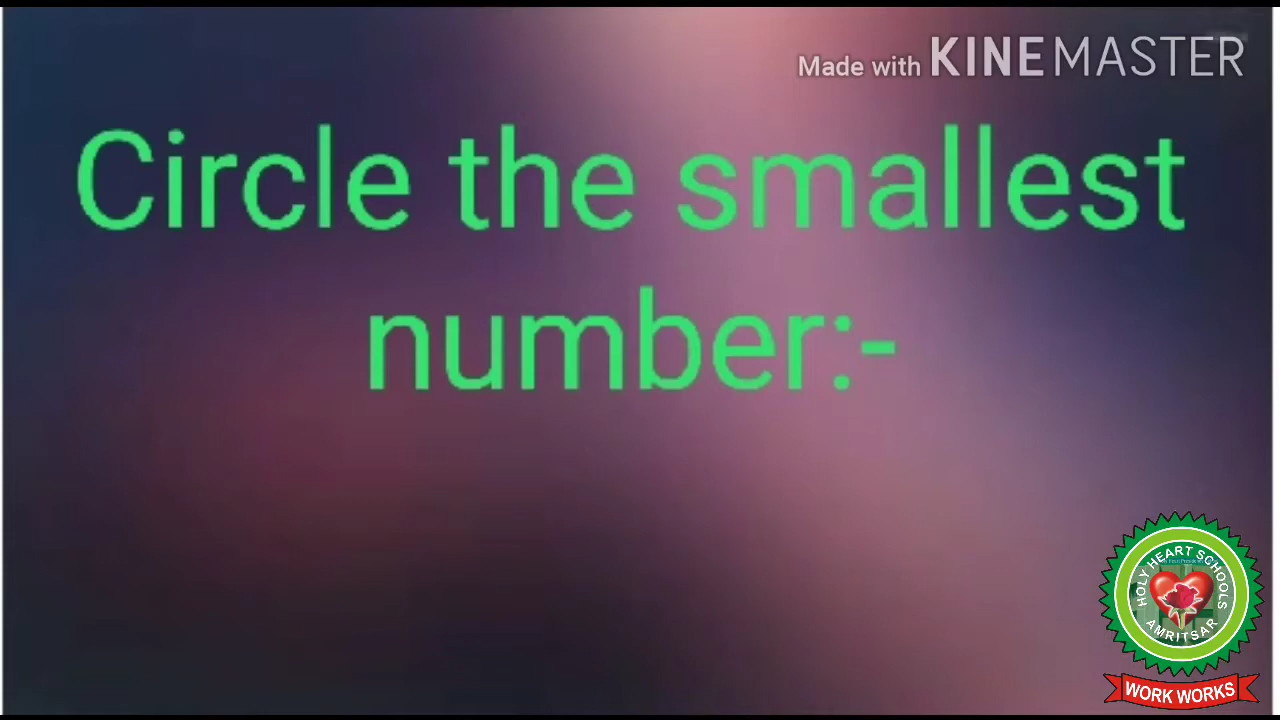 Made with KINEMASTER
Circle the smallest
number:-
HOLY HEART SCHOOLS
AMRITSAR
WORK WORKS